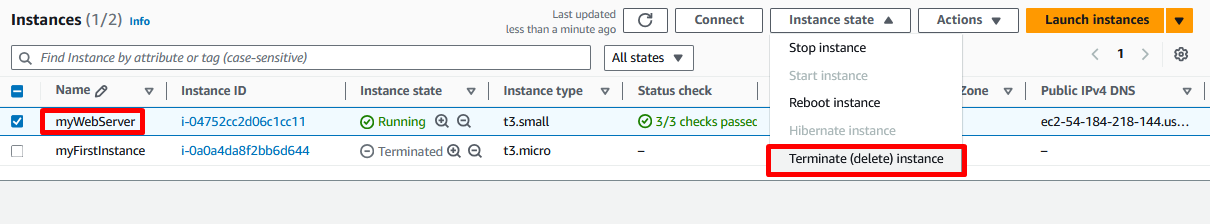 Instances (1/2) Info
Last updated
less than a minute ago
Connect
Instance state
Actions
Launch instances
Find Instance by attribute or tag (case-sensitive)
All states
1
Stop instance
Start instance
Reboot instance
Hibernate instance
Terminate (delete) instance
Name Instance ID Instance state Instance type Status check Zone Public IPv4 DNS
myWebServer i-04752cc2d06c1cc11 Running t3.small 3/3 checks passed ec2-54-184-218-144.us...
myFirstInstance i-0a0a4da8f2bb6d644 Terminated t3.micro – –